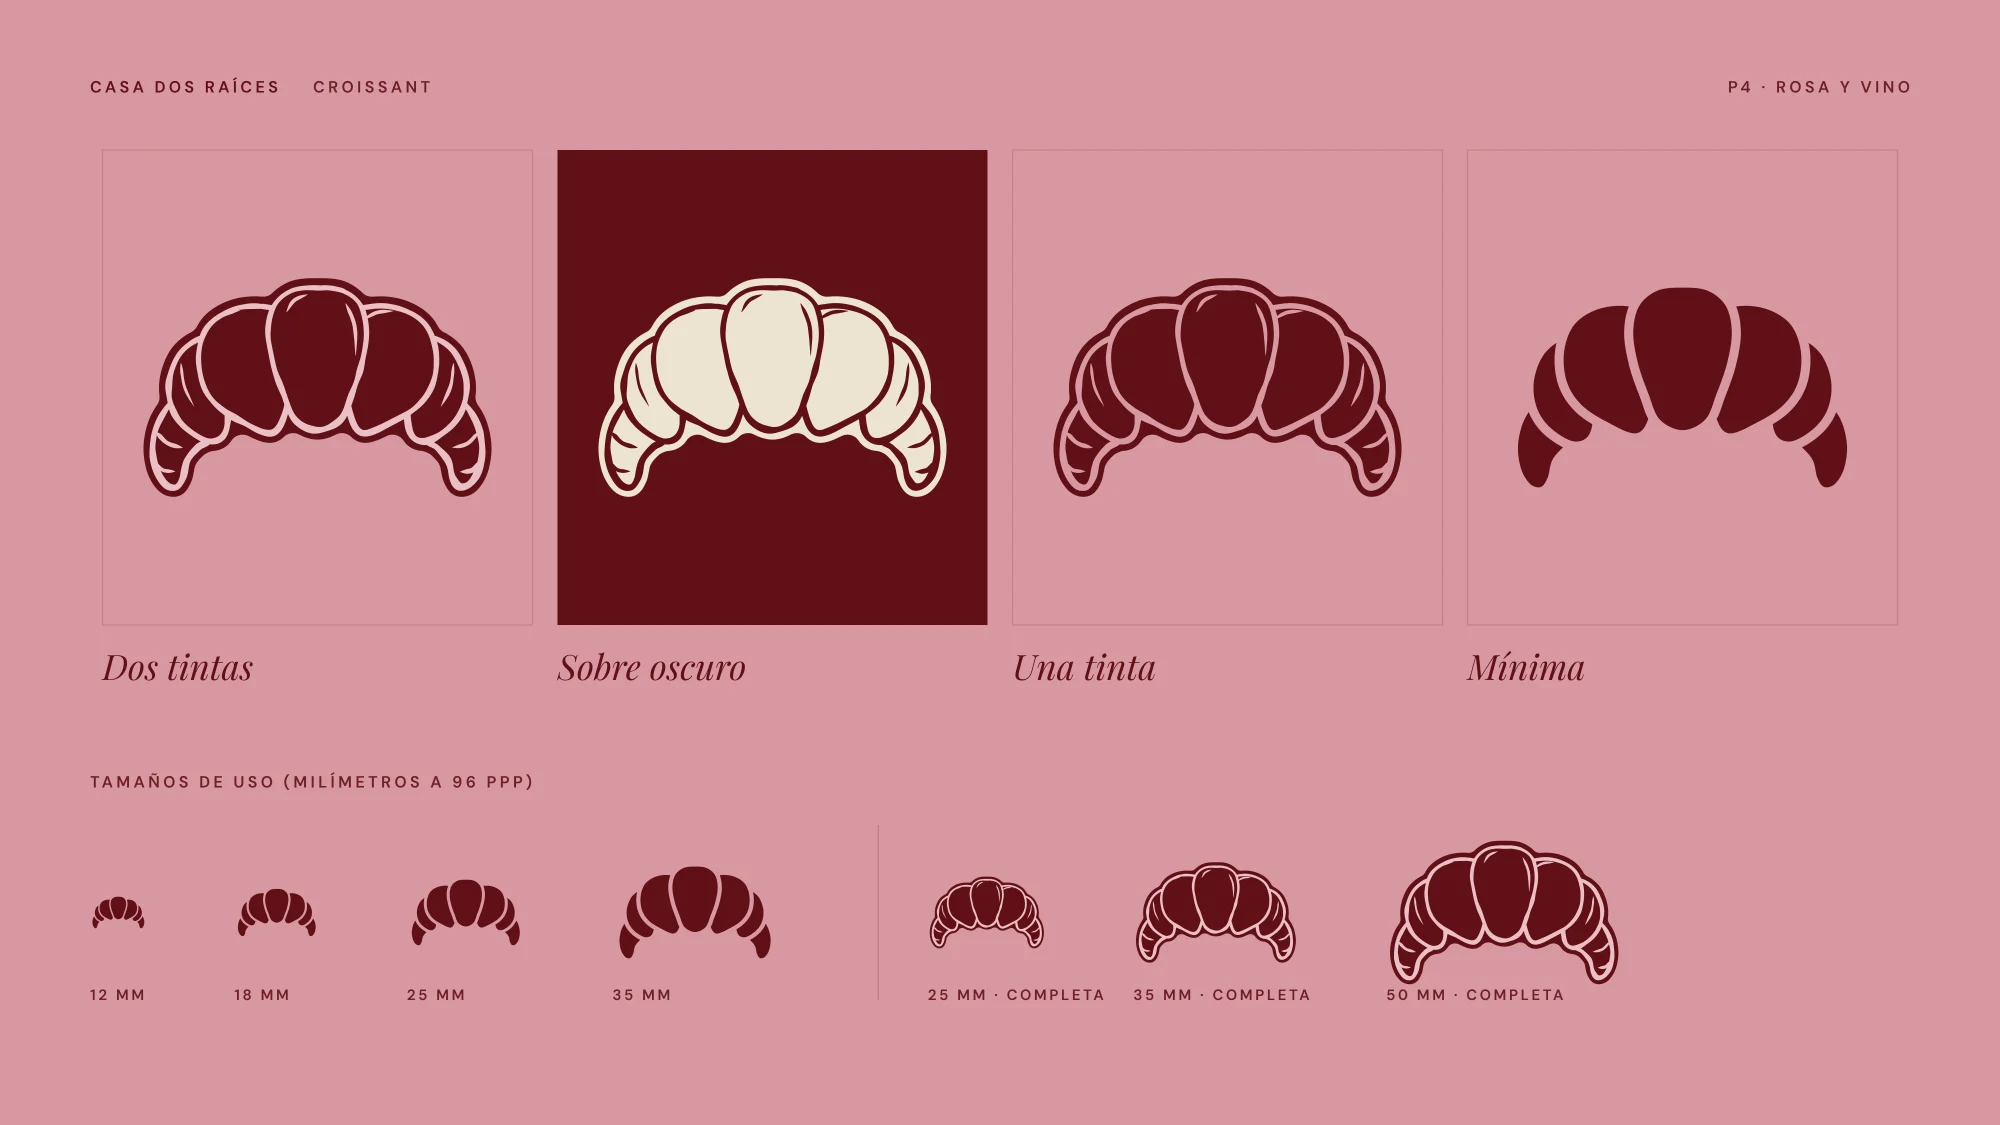 CASA DOS RAÍCES CROISSANT
P4 · ROSA Y VINO
Dos tintas
Sobre oscuro
Una tinta
Mínima
TAMAÑOS DE USO (MILÍMETROS A 96 PPP)
12 MM
18 MM
25 MM
35 MM
25 MM · COMPLETA
35 MM · COMPLETA
50 MM · COMPLETA